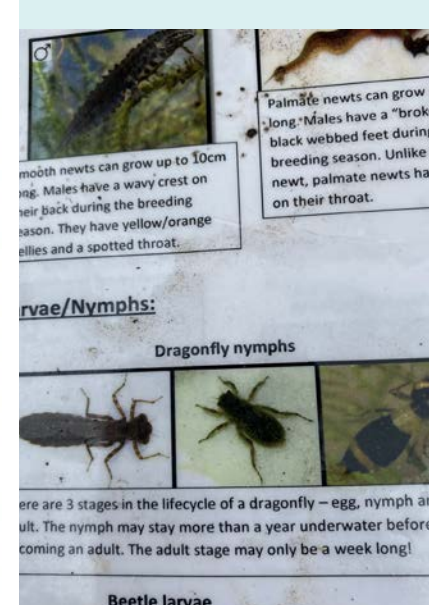 ♂
mooth newts can grow up to 10cm
ong. Males have a wavy crest on
heir back during the breeding
eason. They have yellow/orange
ellies and a spotted throat.
Palmate newts can grow
long. Males have a "brok
black webbed feet during
breeding season. Unlike
newt, palmate newts ha
on their throat.
rvae/Nymphs:
Dragonfly nymphs
ere are 3 stages in the lifecycle of a dragonfly – egg, nymph an
ult. The nymph may stay more than a year underwater before
coming an adult. The adult stage may only be a week long!
Beetle larvae